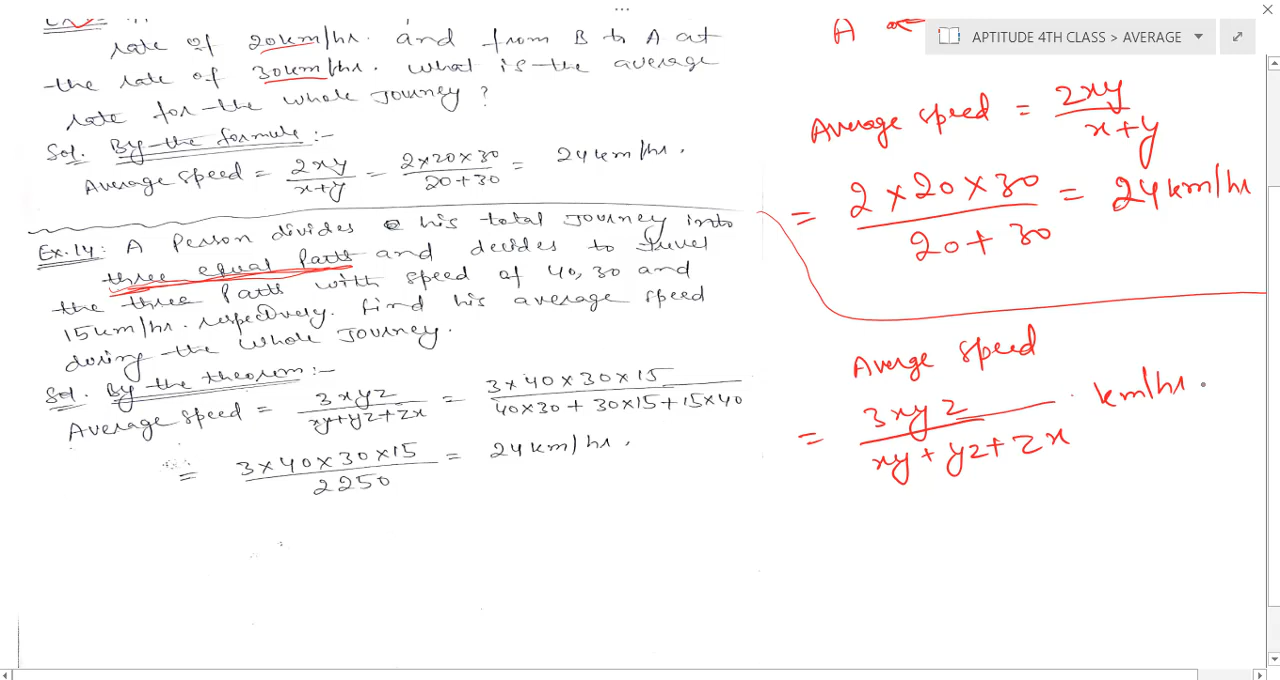 rate of 20km/hr. and from B to A at
the rate of 30km/hr. what is the average
rate for the whole Journey ?
Sol. By the formula :-
Average speed = 2xy/x+y = 2×20×30/20+30 = 24km/hr.
Ex.14: A Person divides his total Journey into
three equal Parts and decides to travel
the three Parts with speed of 40, 30 and
15km/hr. respectively. Find his average speed
during the whole Journey.
Sol. By the theorem :-
Average speed = 3xyz/xy+yz+zx = 3×40×30×15/40×30+30×15+15×40
= 3×40×30×15/2250 = 24km/hr.
A
APTITUDE 4TH CLASS > AVERAGE
Average speed = 2xy/x+y
= 2×20×30/20+30 = 24km/hr
Averge speed
= 3xyz/xy+yz+zx km/hr.